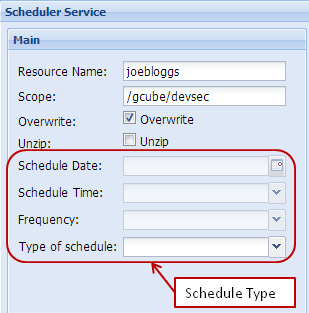 Scheduler Service
Main
Resource Name: joebloggs
Scope: /gcube/devsec
Overwrite: Overwrite
Unzip: Unzip
Schedule Date:
Schedule Time:
Frequency:
Type of schedule:
Schedule Type